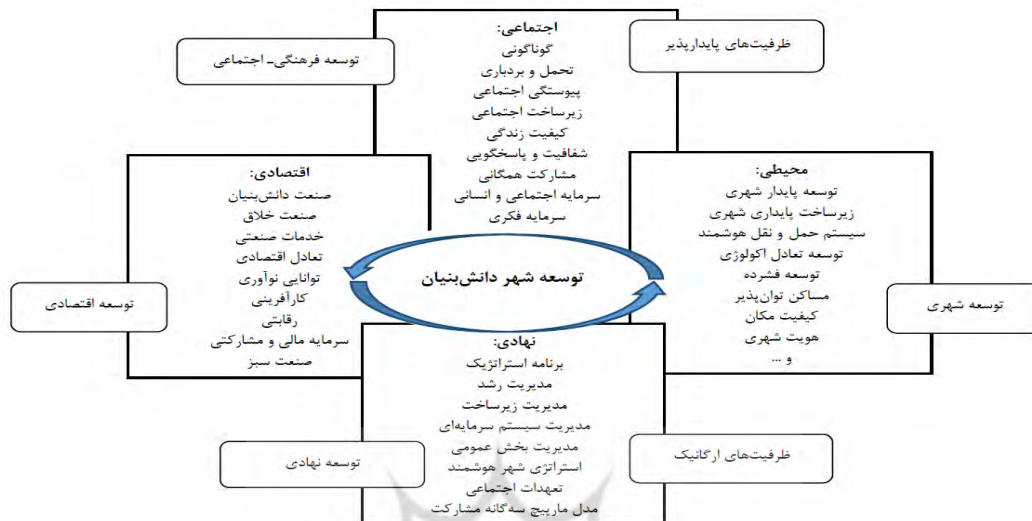 اجتماعی:
گوناگونی
تحمل و بردباری
پیوستگی اجتماعی
زیرساخت اجتماعی
کیفیت زندگی
شفافیت و پاسخگویی
مشارکت همگانی
سرمایه اجتماعی و انسانی
سرمایه فکری
ظرفیت‌های پایدارپذیر
توسعه فرهنگی- اجتماعی
محیطی:
توسعه پایدار شهری
زیرساخت پایداری شهری
سیستم حمل و نقل هوشمند
توسعه تعادل اکولوژی
توسعه فشرده
مساکن توان‌پذیر
کیفیت مکان
هویت شهری
و ...
توسعه شهری
توسعه شهر دانش‌بنیان
اقتصادی:
صنعت دانش‌بنیان
صنعت خلاق
خدمات صنعتی
تعادل اقتصادی
توانایی نوآوری
کارآفرینی
رقابتی
سرمایه مالی و مشارکتی
صنعت سبز
توسعه اقتصادی
نهادی:
برنامه استراتژیک
مدیریت رشد
مدیریت زیرساخت
مدیریت سیستم سرمایه‌ای
مدیریت بخش عمومی
استراتژی شهر هوشمند
تعهدات اجتماعی
مدل مارپیچ سه‌گانه مشارکت
ظرفیت‌های ارگانیک
توسعه نهادی